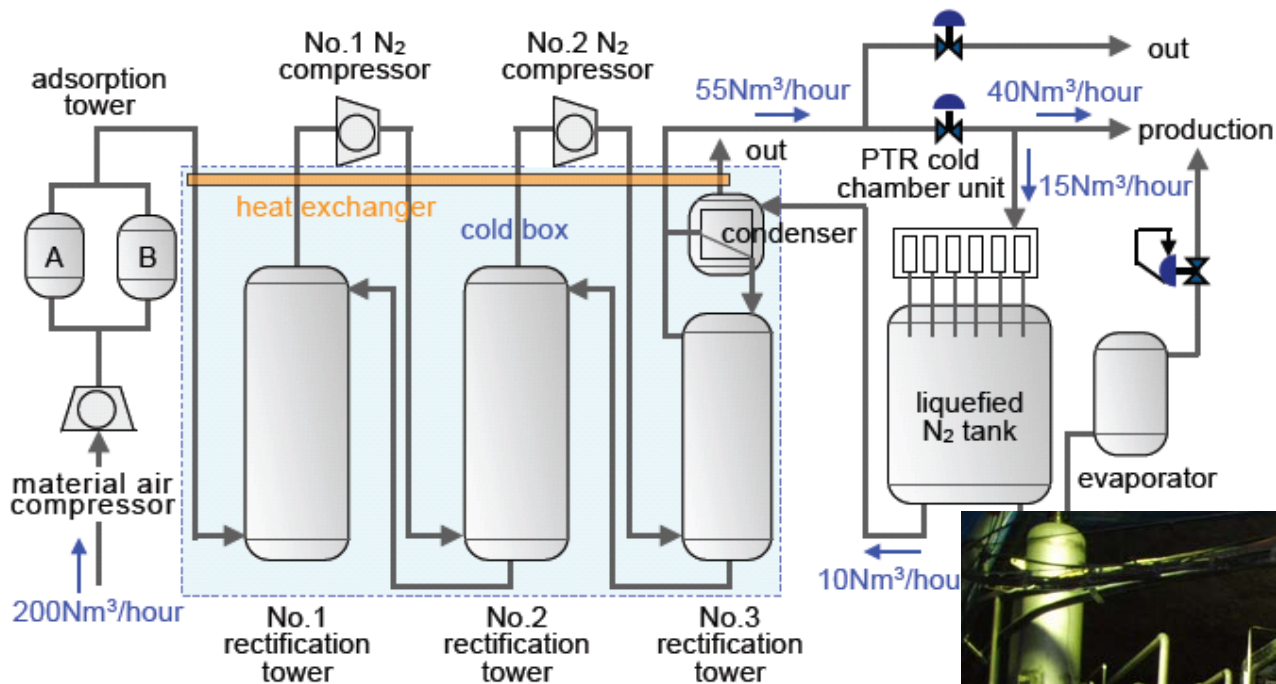 No.1 N₂
compressor
No.2 N₂
compressor
adsorption
tower
out
55Nm³/hour
40Nm³/hour
production
out
PTR cold
chamber unit
15Nm³/hour
heat exchanger
cold box
condenser
A
B
liquefied
N₂ tank
evaporator
material air
compressor
200Nm³/hour
10Nm³/hou
No.1
rectification
tower
No.2
rectification
tower
No.3
rectification
tower